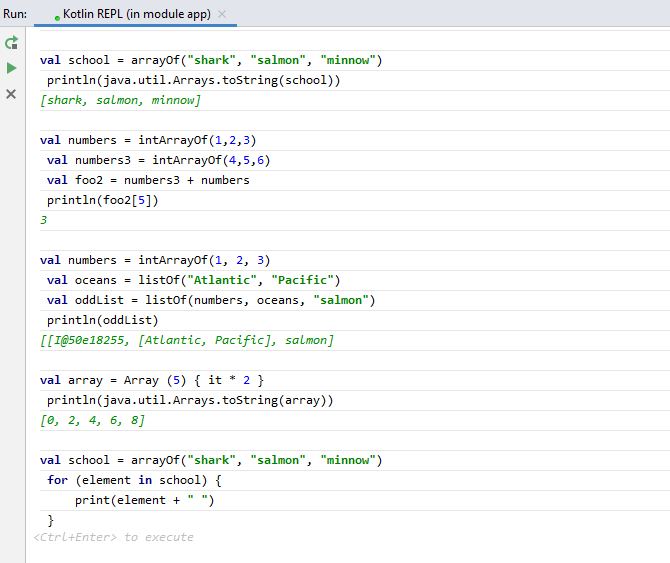 Run: Kotlin REPL (in module app) ×
val school = arrayOf("shark", "salmon", "minnow")
println(java.util.Arrays.toString(school))
[shark, salmon, minnow]
val numbers = intArrayOf(1,2,3)
val numbers3 = intArrayOf(4,5,6)
val foo2 = numbers3 + numbers
println(foo2[5])
3
val numbers = intArrayOf(1, 2, 3)
val oceans = listOf("Atlantic", "Pacific")
val oddList = listOf(numbers, oceans, "salmon")
println(oddList)
[[I@50e18255, [Atlantic, Pacific], salmon]
val array = Array (5) { it * 2 }
println(java.util.Arrays.toString(array))
[0, 2, 4, 6, 8]
val school = arrayOf("shark", "salmon", "minnow")
for (element in school) {
print(element + " ")
}
<Ctrl+Enter> to execute